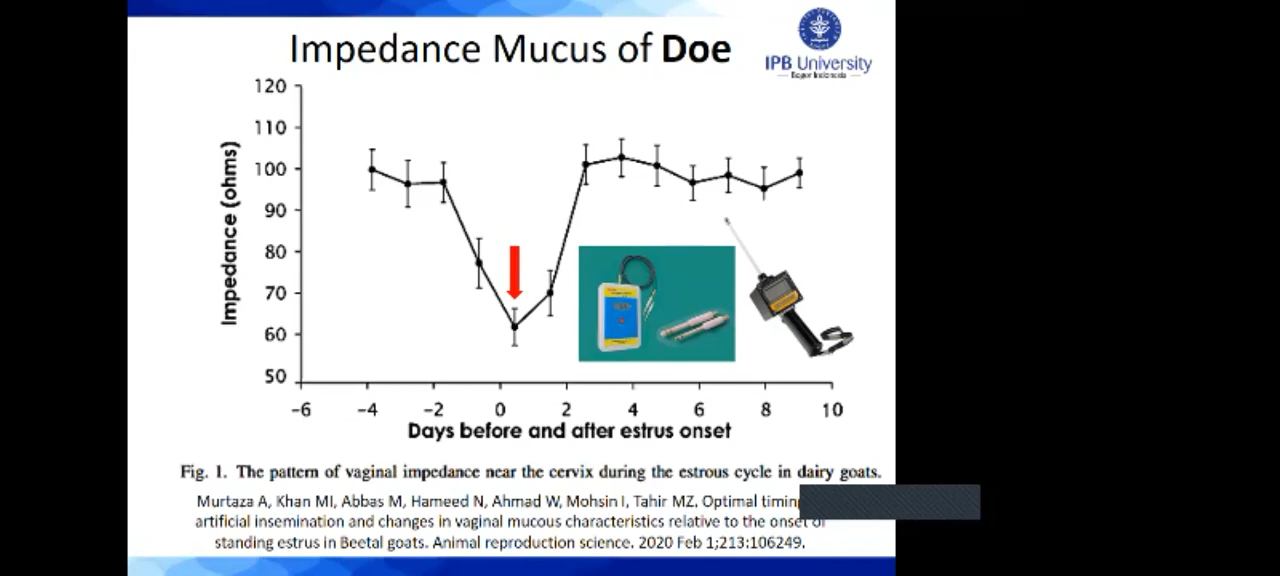 Impedance Mucus of Doe
IPB University
Bogor Indonesia
120
110
100
90
80
70
60
50
Impedance (ohms)
-6 -4 -2 0 2 4 6 8 10
Days before and after estrus onset
Fig. 1. The pattern of vaginal impedance near the cervix during the estrous cycle in dairy goats.
Murtaza A, Khan MI, Abbas M, Hameed N, Ahmad W, Mohsin I, Tahir MZ. Optimal timing
artificial insemination and changes in vaginal mucous characteristics relative to the onset of
standing estrus in Beetal goats. Animal reproduction science. 2020 Feb 1;213:106249.